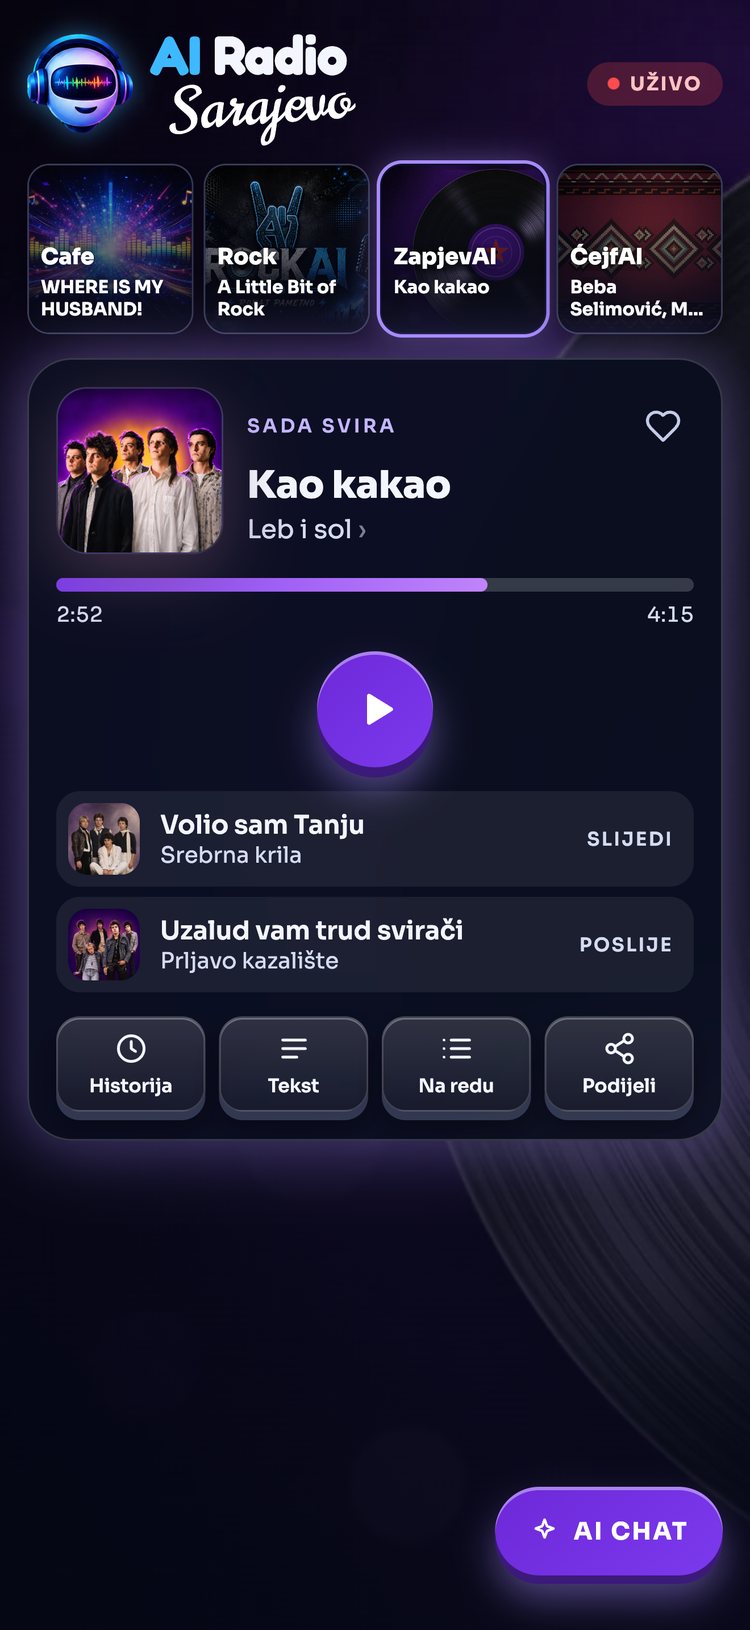 AI Radio
Sarajevo
UŽIVO
Cafe
WHERE IS MY
HUSBAND!
Rock
A Little Bit of
Rock
ZapjevAI
Kao kakao
ĆejfAI
Beba
Selimović, M...
SADA SVIRA
Kao kakao
Leb i sol ›
2:52
4:15
Volio sam Tanju
Srebrna krila
SLIJEDI
Uzalud vam trud svirači
Prljavo kazalište
POSLIJE
Historija
Tekst
Na redu
Podijeli
AI CHAT